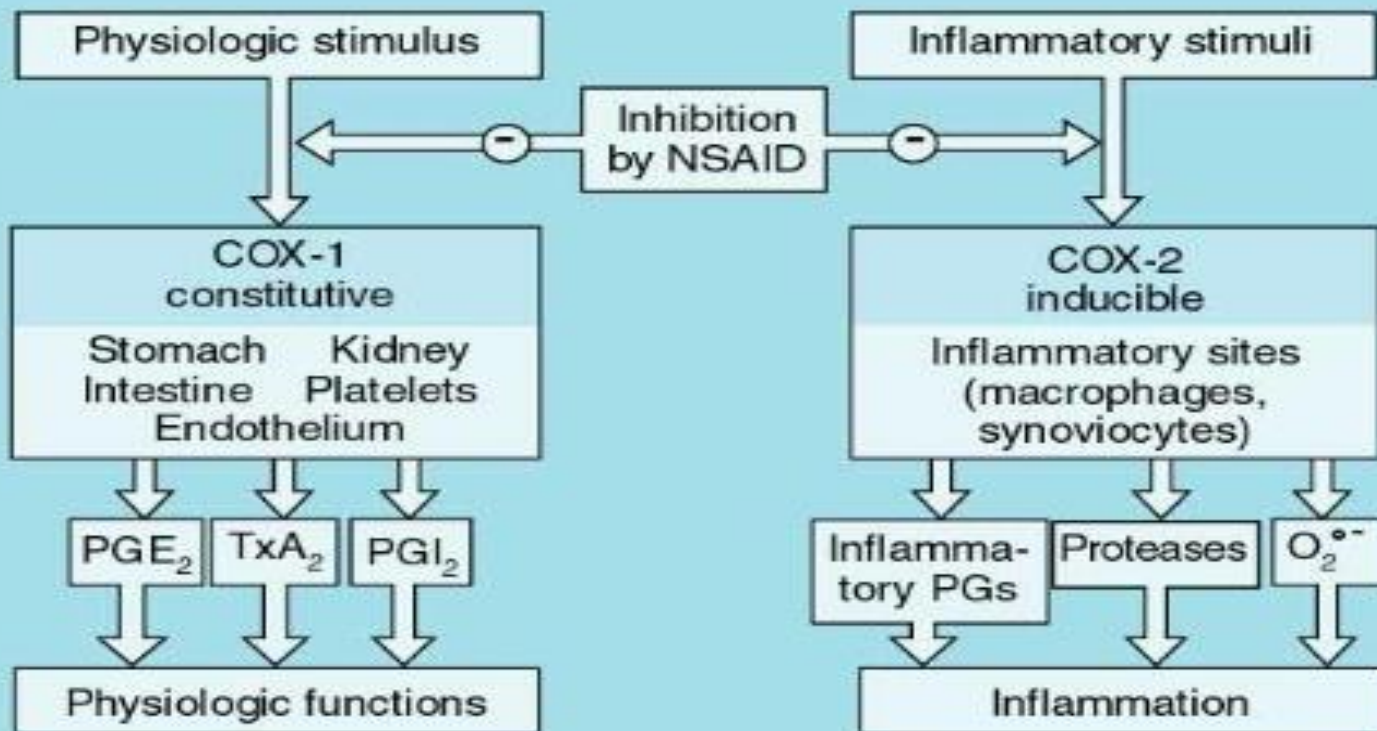 Physiologic stimulus
Inflammatory stimuli
Inhibition
by NSAID
-
-
COX-1
constitutive
Stomach Kidney
Intestine Platelets
Endothelium
COX-2
inducible
Inflammatory sites
(macrophages,
synoviocytes)
PGE₂
TxA₂
PGI₂
Inflamma-
tory PGs
Proteases
O₂°⁻
Physiologic functions
Inflammation